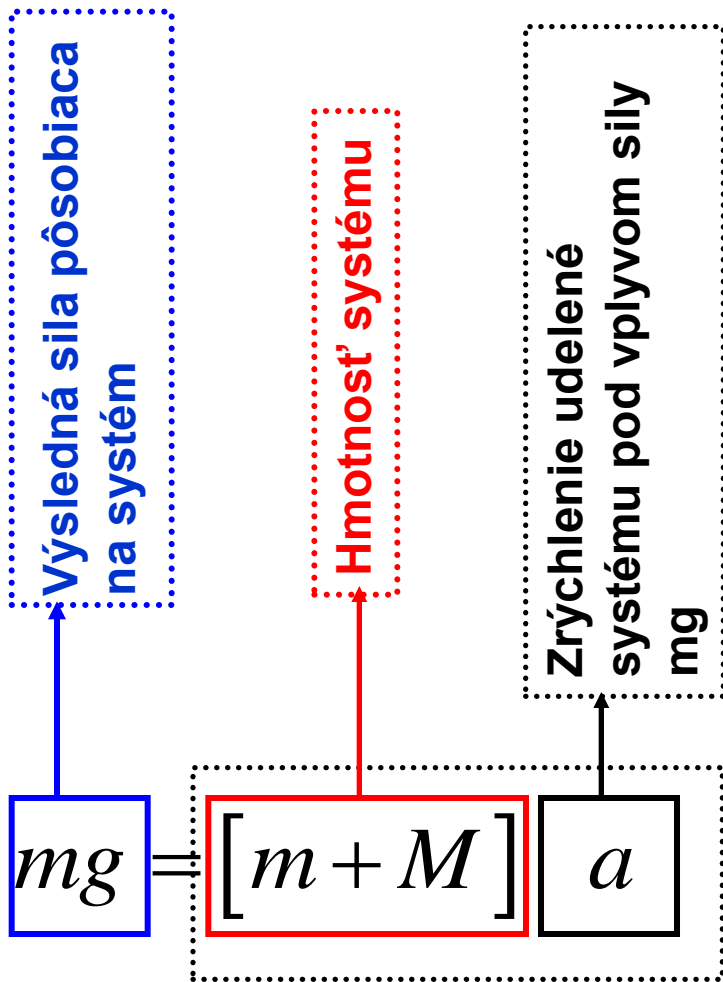 Výsledná sila pôsobiaca
na systém
Hmotnosť systému
Zrýchlenie udelené
systému pod vplyvom sily
mg
mg = [m + M] a